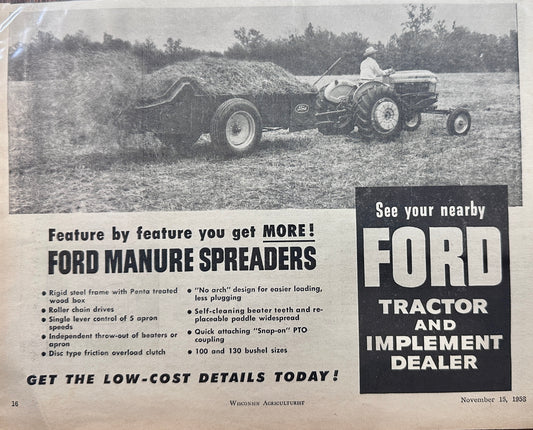 Ford
Feature by feature you get MORE!
FORD MANURE SPREADERS
• Rigid steel frame with Penta treated
wood box
• Roller chain drives
• Single lever control of 5 apron
speeds
• Independent throw-out of beaters or
apron
• Disc type friction overload clutch
• "No arch" design for easier loading,
less plugging
• Self-cleaning beater teeth and re-
placeable paddle widespread
• Quick attaching "Snap-on" PTO
coupling
• 100 and 130 bushel sizes
GET THE LOW-COST DETAILS TODAY!
See your nearby
FORD
TRACTOR
AND
IMPLEMENT
DEALER
16
Wisconsin Agriculturist
November 15, 1958